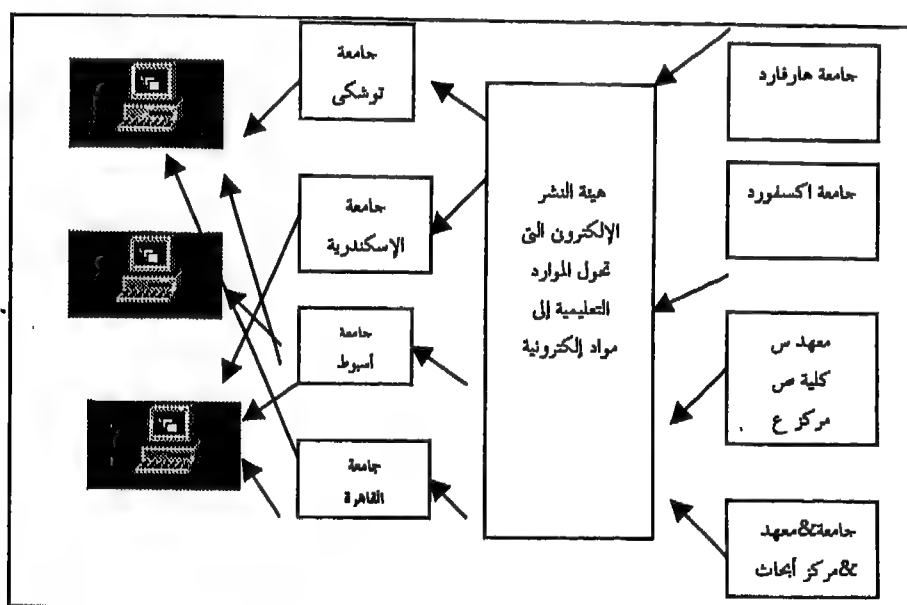 جامعة هارفارد
جامعة اكسفورد
معهد س
كلية ص
مركز ع
جامعة&معهد
&مركز أبحاث
هيئة النشر
الإلكترون التى
تحول الموارد
التعليمية إلى
مواد إلكترونية
جامعة
توشكى
جامعة
الإسكندرية
جامعة
أسيوط
جامعة
القاهرة